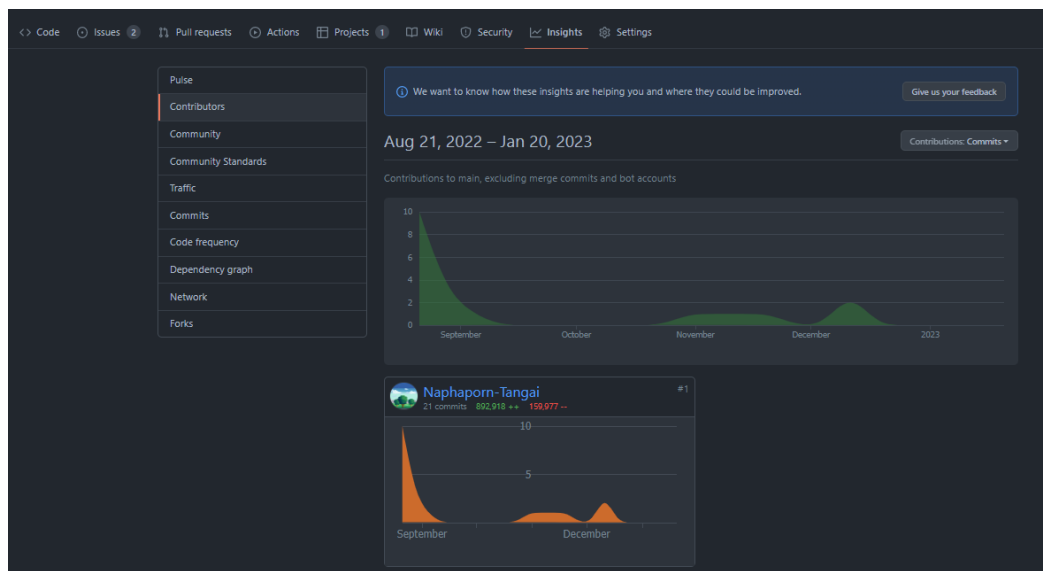 Code Issues 2 Pull requests Actions Projects 1 Wiki Security Insights Settings
Pulse
Contributors
Community
Community Standards
Traffic
Commits
Code frequency
Dependency graph
Network
Forks
We want to know how these insights are helping you and where they could be improved. Give us your feedback
Aug 21, 2022 – Jan 20, 2023 Contributions: Commits
Contributions to main, excluding merge commits and bot accounts
10
8
6
4
2
0
September October November December 2023
Naphaporn-Tangai #1
21 commits 892,918 ++ 159,977 --
10
5
September December